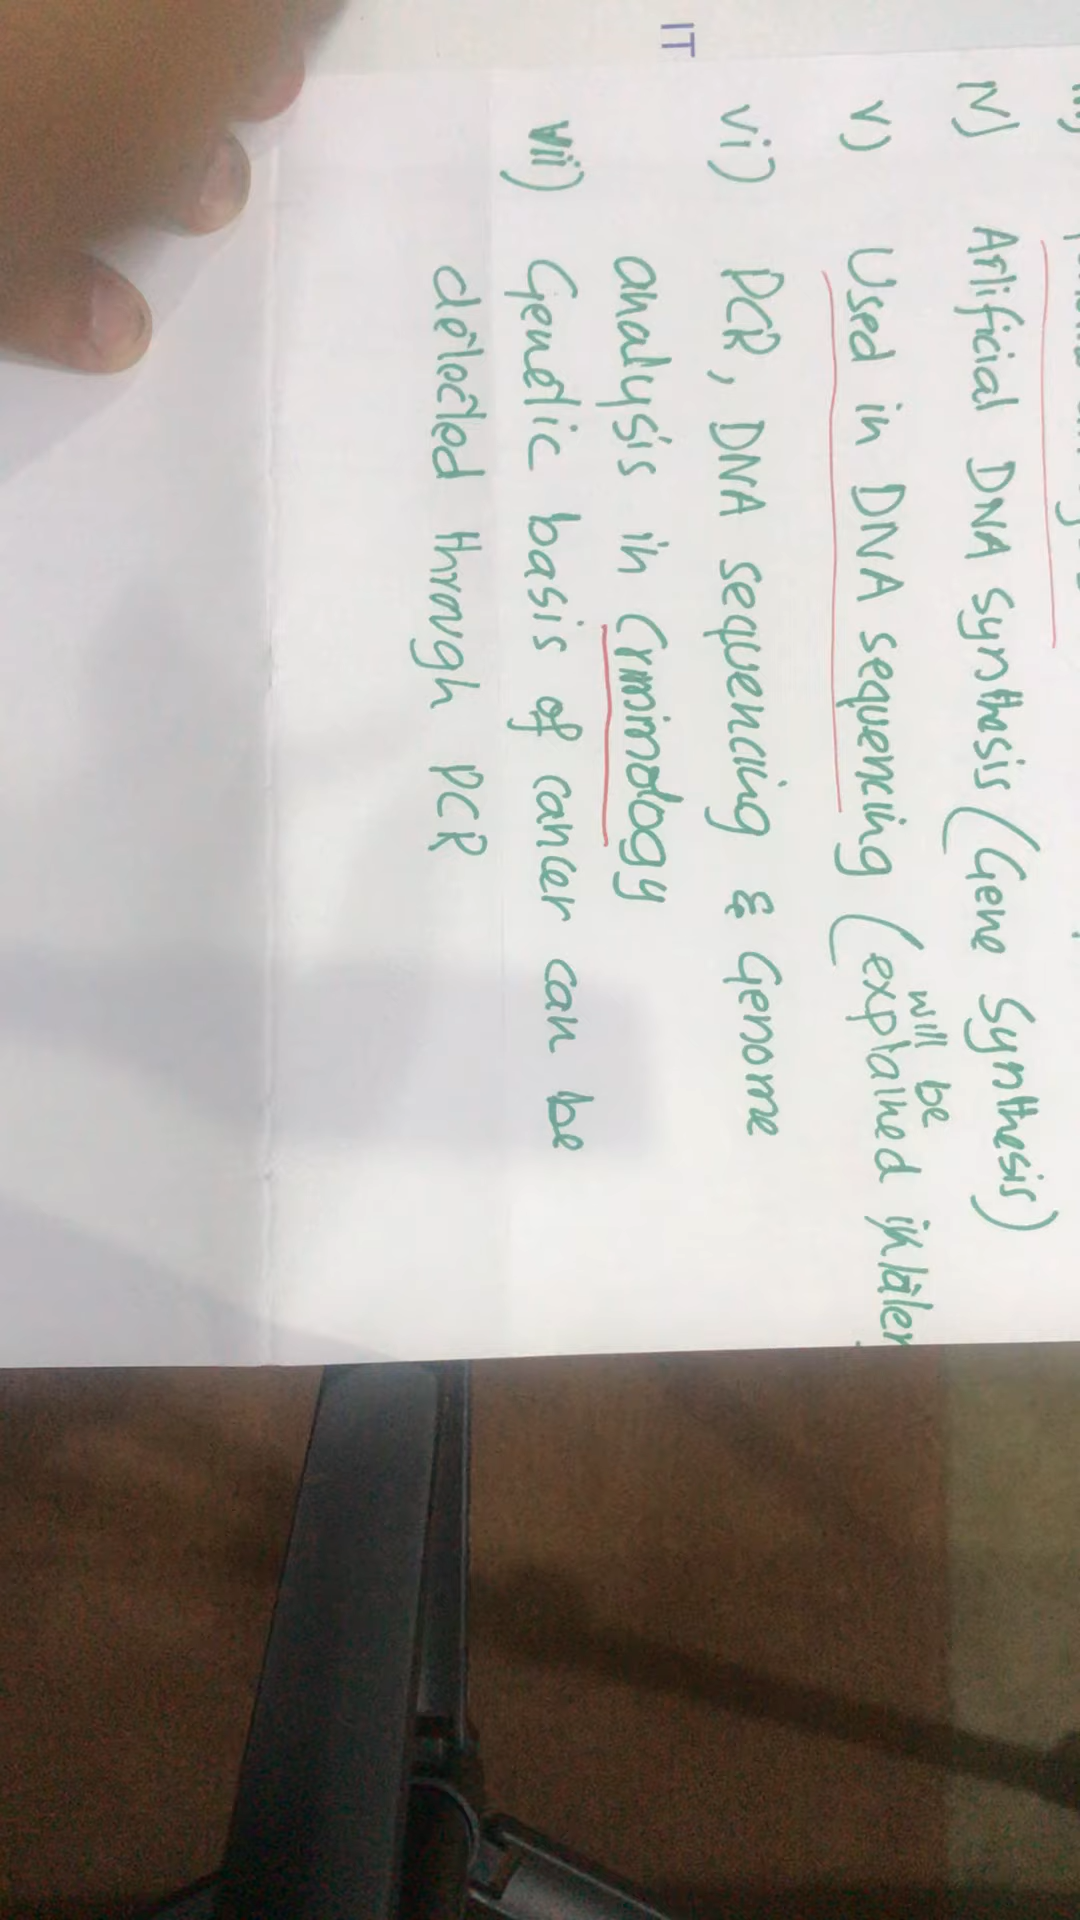 IV) Artificial DNA synthesis (Gene Synthesis)
V) Used in DNA sequencing (explained in later
will be
vi) PCR, DNA sequencing & Genome
analysis in Criminology
vii) Genetic basis of cancer can be
detected through PCR
IT